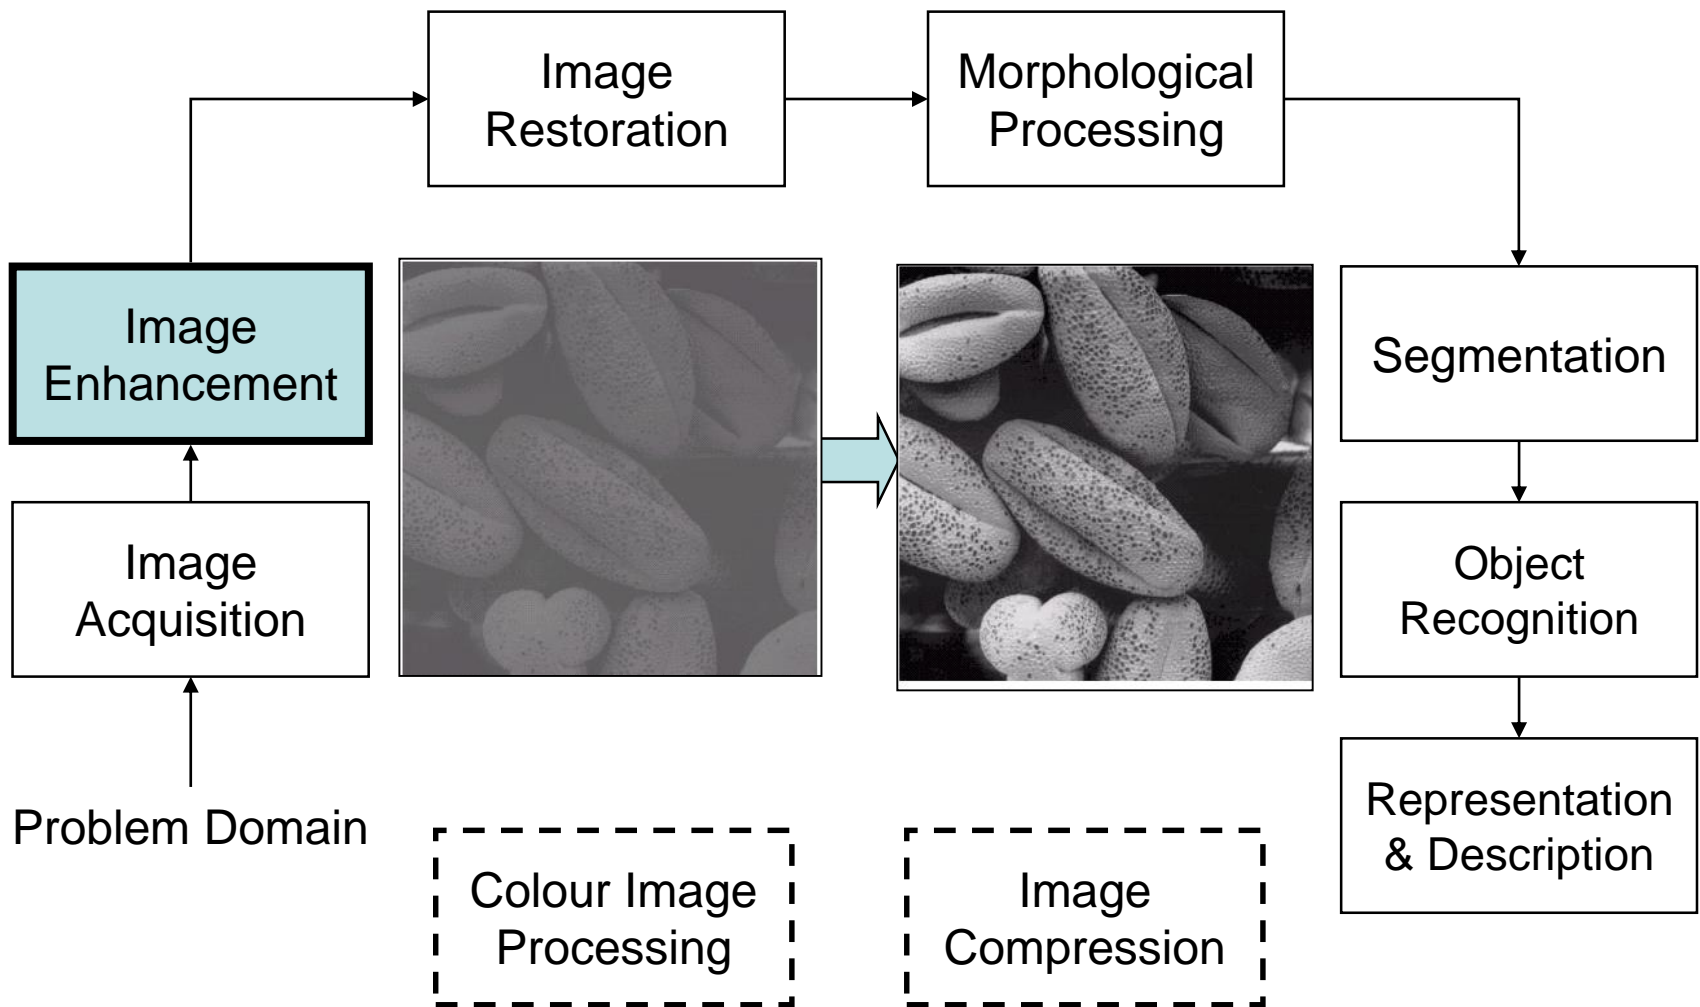 Image
Restoration
Morphological
Processing
Image
Enhancement
Segmentation
Image
Acquisition
Object
Recognition
Problem Domain
Representation
& Description
Colour Image
Processing
Image
Compression